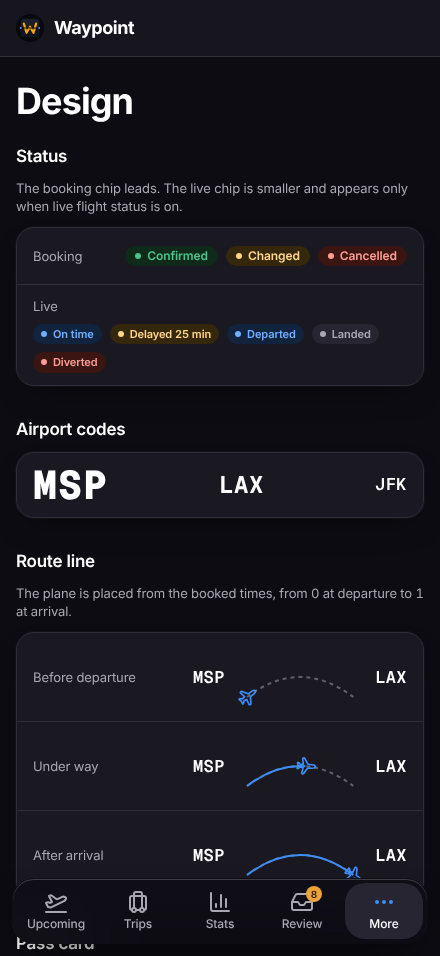 Waypoint
Design
Status
The booking chip leads. The live chip is smaller and appears only
when live flight status is on.
Booking Confirmed Changed Cancelled
Live
On time Delayed 25 min Departed Landed
Diverted
Airport codes
MSP LAX JFK
Route line
The plane is placed from the booked times, from 0 at departure to 1
at arrival.
Before departure MSP LAX
Under way MSP LAX
After arrival MSP LAX
8
Upcoming Trips Stats Review More
Pass card